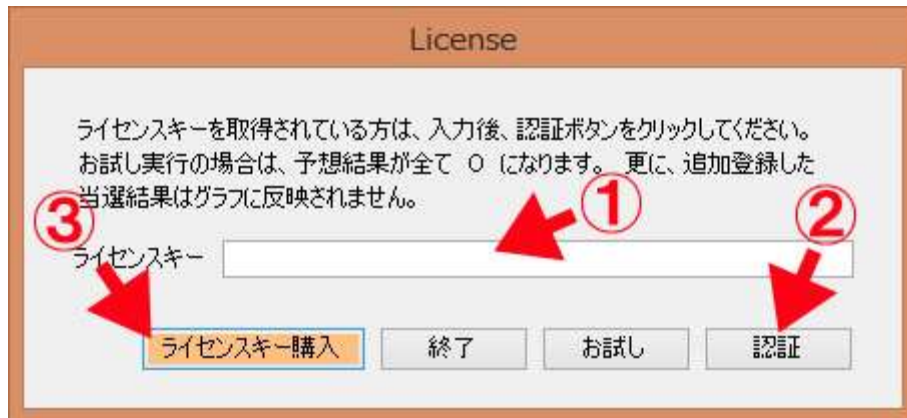 License
ライセンスキーを取得されている方は、入力後、認証ボタンをクリックしてください。
お試し実行の場合は、予想結果が全て 0 になります。 更に、追加登録した
当選結果はグラフに反映されません。
① ② ③
ライセンスキー
ライセンスキー購入 終了 お試し 認証